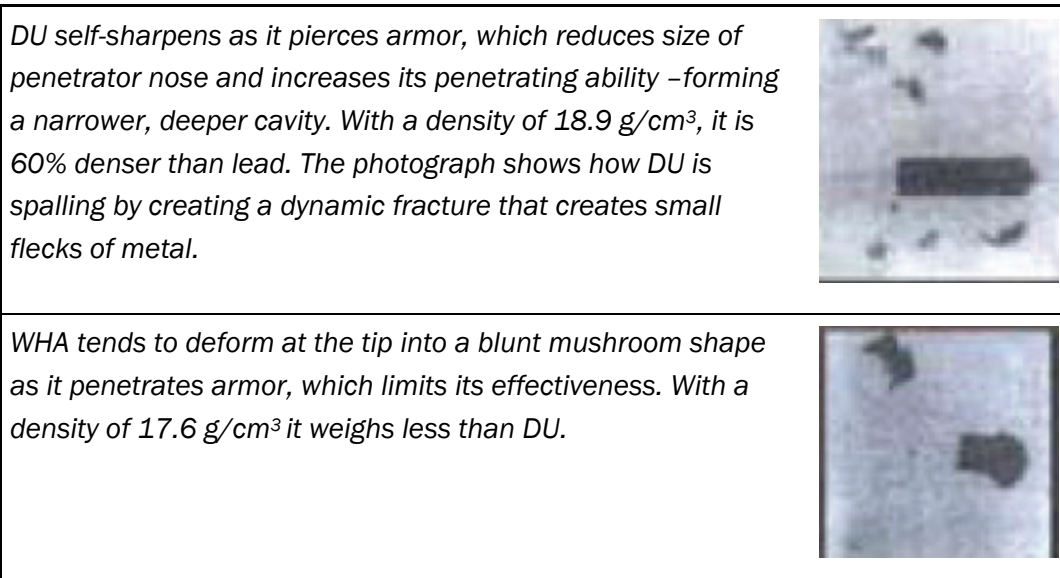 DU self-sharpens as it pierces armor, which reduces size of
penetrator nose and increases its penetrating ability –forming
a narrower, deeper cavity. With a density of 18.9 g/cm³, it is
60% denser than lead. The photograph shows how DU is
spalling by creating a dynamic fracture that creates small
flecks of metal.
WHA tends to deform at the tip into a blunt mushroom shape
as it penetrates armor, which limits its effectiveness. With a
density of 17.6 g/cm³ it weighs less than DU.